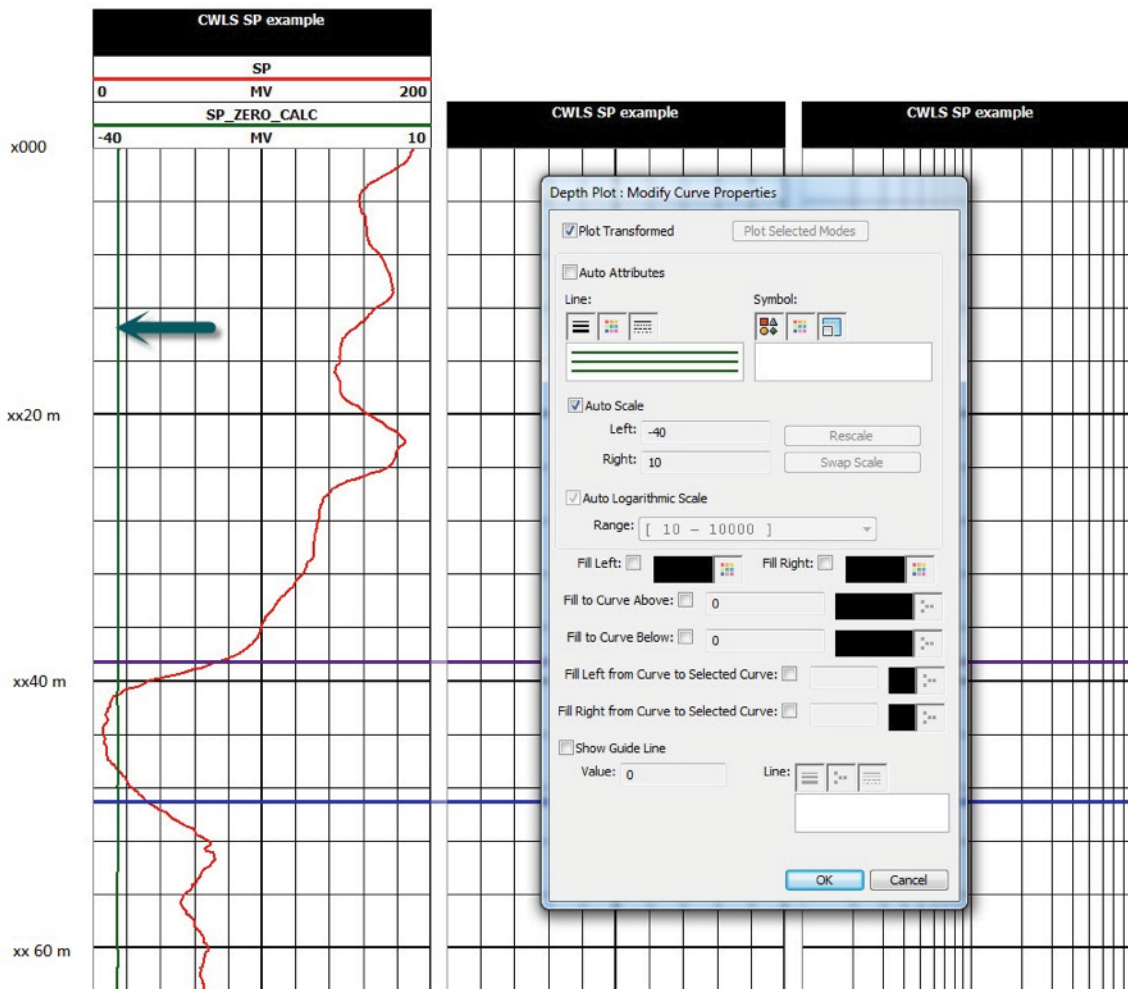 CWLS SP example
SP
0 MV 200
SP_ZERO_CALC
-40 MV 10
CWLS SP example
CWLS SP example
x000
xx20 m
xx40 m
xx 60 m
Depth Plot : Modify Curve Properties
Plot Transformed Plot Selected Modes
Auto Attributes
Line: Symbol:
Auto Scale
Left: -40 Rescale
Right: 10 Swap Scale
Auto Logarithmic Scale
Range: [ 10 - 10000 ]
Fill Left: Fill Right:
Fill to Curve Above: 0
Fill to Curve Below: 0
Fill Left from Curve to Selected Curve:
Fill Right from Curve to Selected Curve:
Show Guide Line
Value: 0 Line:
OK Cancel